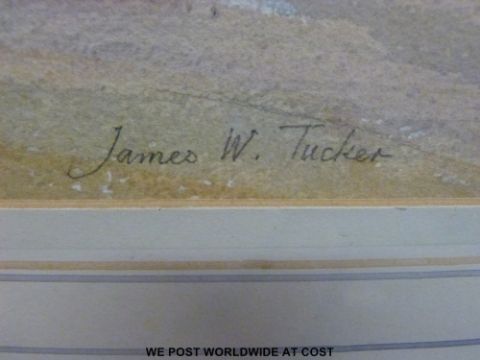 James W. Tucker
WE POST WORLDWIDE AT COST